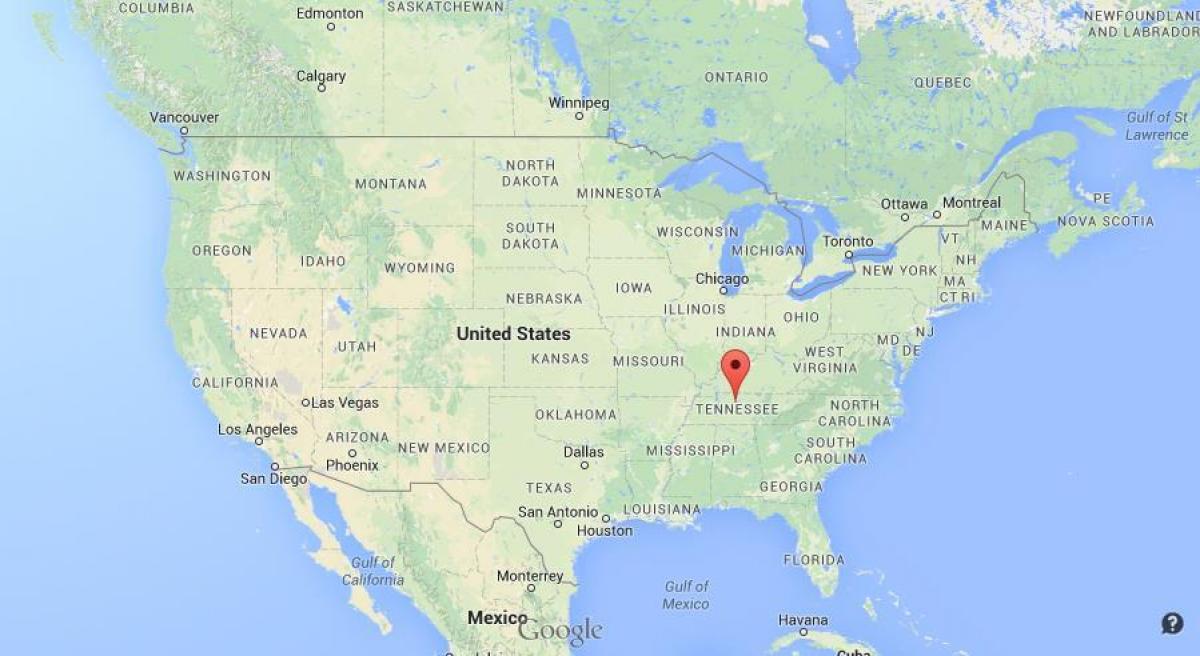 COLUMBIA
Edmonton
SASKATCHEWAN
NEWFOUNDLAND
AND LABRADOR
Calgary
ONTARIO
QUEBEC
Winnipeg
Vancouver
Gulf of St
Lawrence
WASHINGTON
MONTANA
NORTH
DAKOTA
MINNESOTA
Ottawa
Montreal
PE
NOVA SCOTIA
MAINE
OREGON
IDAHO
WYOMING
SOUTH
DAKOTA
WISCONSIN
MICHIGAN
Toronto
VT
NH
NEW YORK
MA
CT RI
Chicago
IOWA
NEBRASKA
ILLINOIS
OHIO
INDIANA
NEVADA
UTAH
United States
KANSAS
MISSOURI
WEST
VIRGINIA
MD
NJ
DE
CALIFORNIA
Las Vegas
TENNESSEE
NORTH
CAROLINA
OKLAHOMA
Los Angeles
ARIZONA
NEW MEXICO
Phoenix
San Diego
Dallas
MISSISSIPPI
SOUTH
CAROLINA
TEXAS
GEORGIA
San Antonio
Houston
LOUISIANA
FLORIDA
Gulf of
California
Monterrey
Gulf of
Mexico
Mexico
Google
Havana
Cuba
?